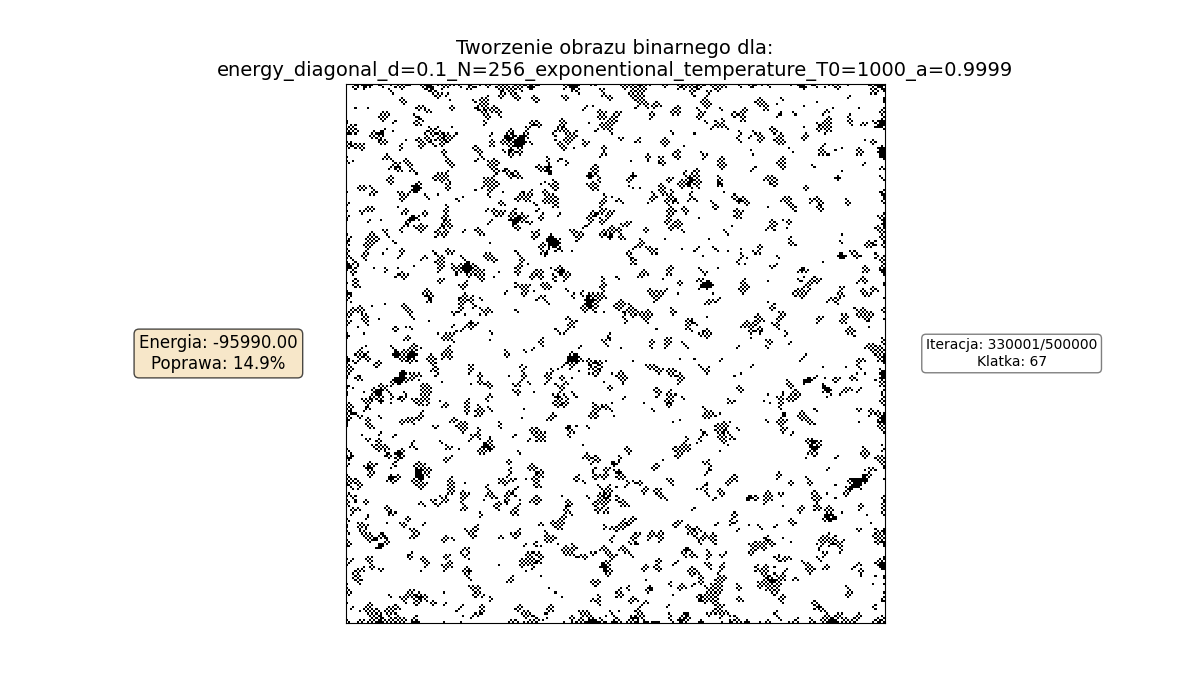 Tworzenie obrazu binarnego dla:
energy_diagonal_d=0.1_N=256_exponentional_temperature_T0=1000_a=0.9999
Energia: -95990.00
Poprawa: 14.9%
Iteracja: 330001/500000
Klatka: 67